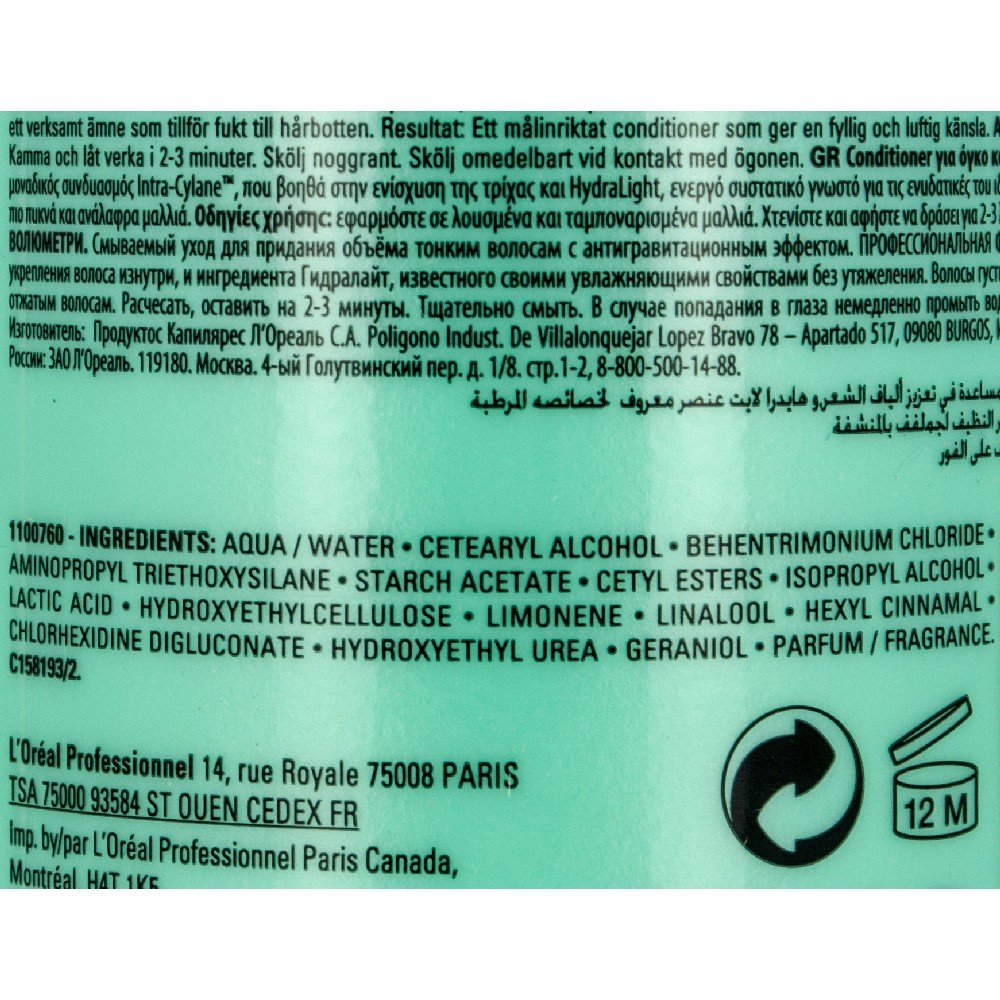 ett verksamt ämne som tillför fukt till hårbotten. Resultat: Ett målinriktat conditioner som ger en fyllig och luftig känsla.
Kamma och låt verka i 2-3 minuter. Skölj noggrant. Skölj omedelbart vid kontakt med ögonen. GR Conditioner για όγκο
μοναδικός συνδυασμός Intra-Cylane™, που βοηθά στην ενίσχυση της τρίχας και HydraLight, ενεργό συστατικό γνωστό για τις ενυδατικές του
πιο πυκνά και ανάλαφρα μαλλιά. Οδηγίες χρήσης: εφαρμόστε σε λουσμένα και ταμποναρισμένα μαλλιά. Χτενίστε και αφήστε να δράσει για 2-3
ВОЛЮМЕТРИ. Смываемый уход для придания объёма тонким волосам с антигравитационным эффектом. ПРОФЕССИОНАЛЬНАЯ
укрепления волоса изнутри, и ингредиента Гидралайт, известного своими увлажняющими свойствами без утяжеления. Волосы
отжатым волосам. Расчесать, оставить на 2-3 минуты. Тщательно смыть. В случае попадания в глаза немедленно промыть
Изготовитель: Продуктос Капилярес Л'Ореаль С.А. Poligono Indust. De Villalonquejar Lopez Bravo 78 – Apartado 517, 09080 BURGOS,
России: ЗАО Л'Ореаль. 119180. Москва. 4-ый Голутвинский пер. д. 1/8. стр.1-2, 8-800-500-14-88.
في تعزيز ألياف الشعر و هايدرا لايت عنصر معروف لخصائصه المرطبة
النظيف لجملفف بالمنشفة
على الفور
1100760 - INGREDIENTS: AQUA / WATER • CETEARYL ALCOHOL • BEHENTRIMONIUM CHLORIDE •
AMINOPROPYL TRIETHOXYSILANE • STARCH ACETATE • CETYL ESTERS • ISOPROPYL ALCOHOL •
LACTIC ACID • HYDROXYETHYLCELLULOSE • LIMONENE • LINALOOL • HEXYL CINNAMAL •
CHLORHEXIDINE DIGLUCONATE • HYDROXYETHYL UREA • GERANIOL • PARFUM / FRAGRANCE.
C158193/2.
L'Oréal Professionnel 14, rue Royale 75008 PARIS
TSA 75000 93584 ST OUEN CEDEX FR
Imp. by/par L'Oréal Professionnel Paris Canada,
Montréal, H4T 1K5
12 M